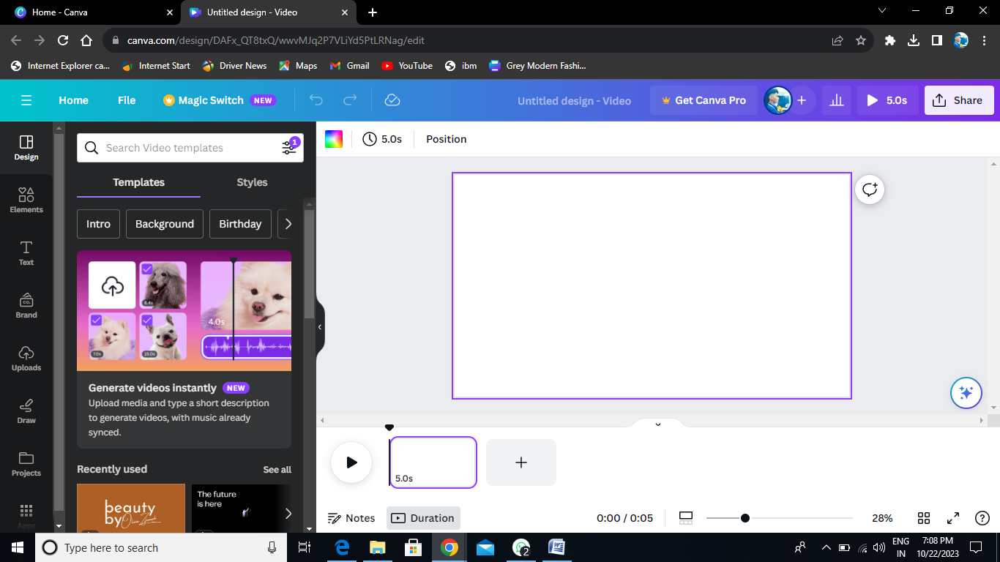 Home - Canva
Untitled design - Video
canva.com/design/DAFx_QT8txQ/wwvMJq2P7VLiYd5PtLRNag/edit
Internet Explorer ca...
Internet Start
Driver News
Maps
Gmail
YouTube
ibm
Grey Modern Fashi...
Home
File
Magic Switch
NEW
Untitled design - Video
Get Canva Pro
5.0s
Share
Design
Elements
Text
Brand
CO.
Uploads
Draw
Projects
Apps
Search Video templates
1
Templates
Styles
Intro
Background
Birthday
8.4s
4.0s
7.0s
15.0s
Generate videos instantly NEW
Upload media and type a short description
to generate videos, with music already
synced.
Recently used
See all
beauty
by
The future
is here
5.0s
Position
5.0s
Notes
Duration
0:00 / 0:05
28%
Type here to search
2
ENG
IN
7:08 PM
10/22/2023